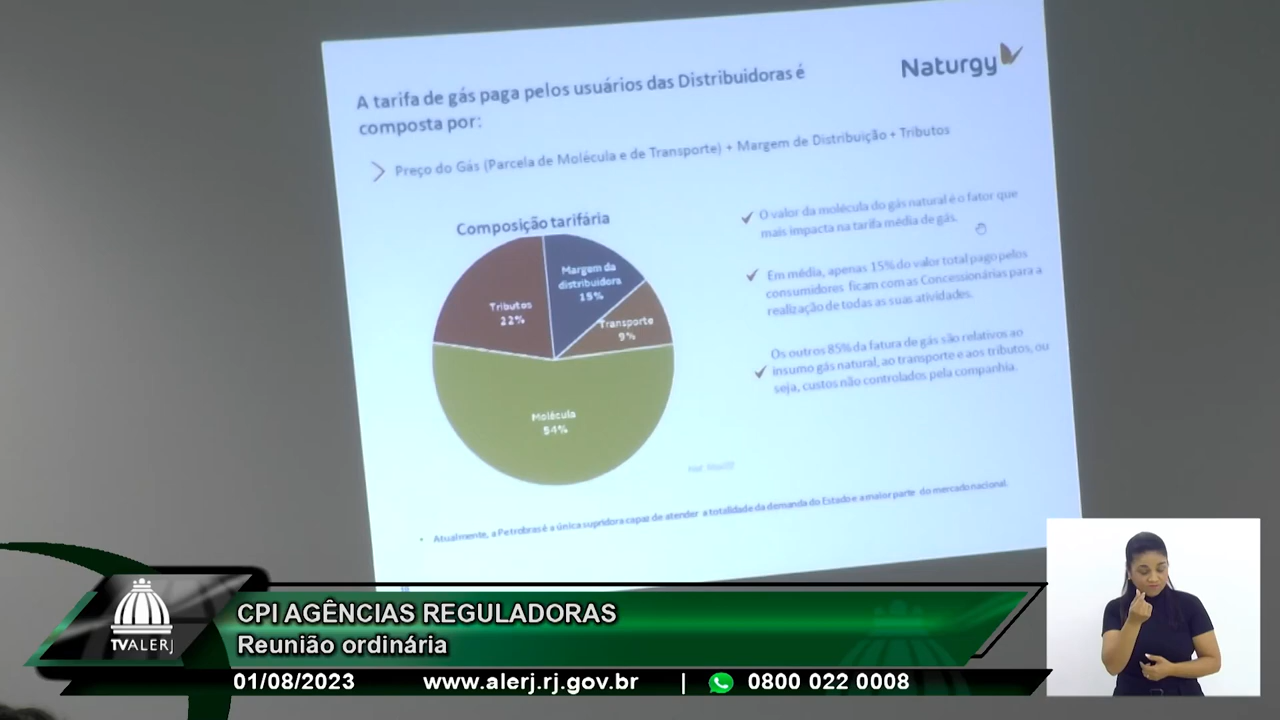 Naturgy
A tarifa de gás paga pelos usuários das Distribuidoras é
composta por:
Preço do Gás (Parcela de Molécula e de Transporte) + Margem de Distribuição + Tributos
Composição tarifária
Margem da
distribuidora
15%
Tributos
22%
Transporte
9%
Molécula
54%
O valor da molécula do gás natural é o fator que
mais impacta na tarifa média de gás.
Em média, apenas 15% do valor total pago pelos
consumidores ficam com as Concessionárias para a
realização de todas as suas atividades.
Os outros 85% da fatura de gás são relativos ao
insumo gás natural, ao transporte e aos tributos, ou
seja, custos não controlados pela companhia.
Atualmente, a Petrobras é a única supridora capaz de atender a totalidade da demanda do Estado e a maior parte do mercado nacional.
TVALERJ
CPI AGÊNCIAS REGULADORAS
Reunião ordinária
01/08/2023 www.alerj.rj.gov.br | 0800 022 0008